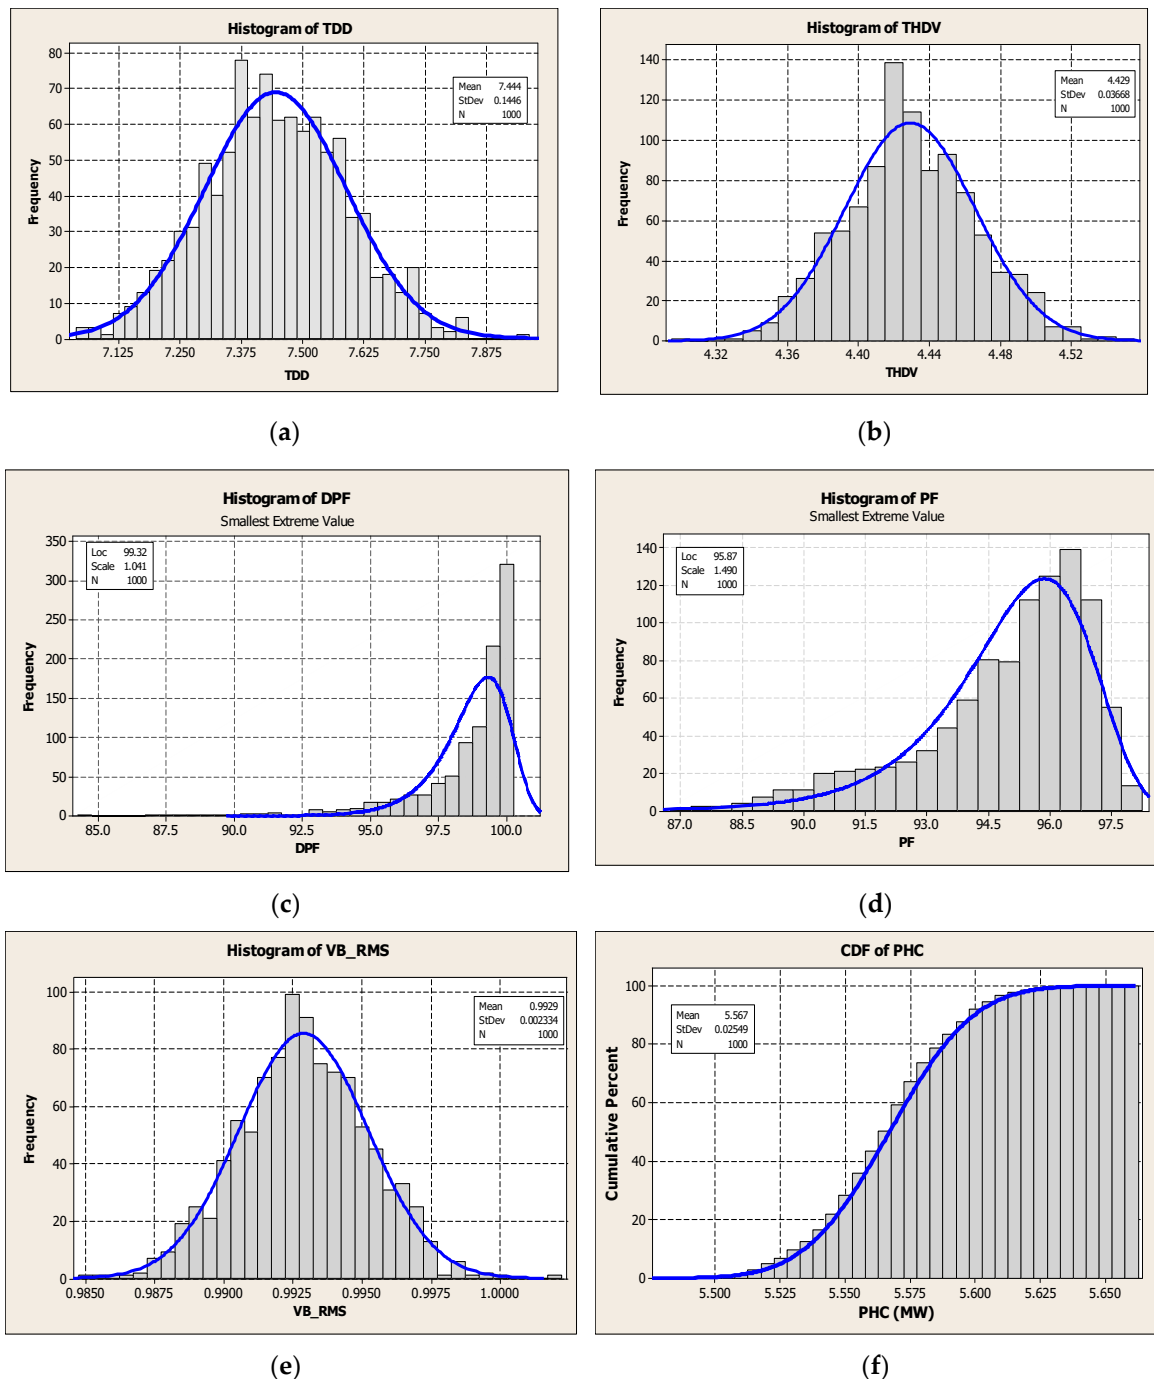 Histogram of TDD
Mean 7.444
StDev 0.1446
N 1000
Frequency
80
70
60
50
40
30
20
10
0
7.125 7.250 7.375 7.500 7.625 7.750 7.875
TDD
(a)
Histogram of THDV
Mean 4.429
StDev 0.03668
N 1000
Frequency
140
120
100
80
60
40
20
0
4.32 4.36 4.40 4.44 4.48 4.52
THDV
(b)
Histogram of DPF
Smallest Extreme Value
Loc 99.32
Scale 1.041
N 1000
Frequency
350
300
250
200
150
100
50
0
85.0 87.5 90.0 92.5 95.0 97.5 100.0
DPF
(c)
Histogram of PF
Smallest Extreme Value
Loc 95.87
Scale 1.490
N 1000
Frequency
140
120
100
80
60
40
20
0
87.0 88.5 90.0 91.5 93.0 94.5 96.0 97.5
PF
(d)
Histogram of VB_RMS
Mean 0.9929
StDev 0.002334
N 1000
Frequency
100
80
60
40
20
0
0.9850 0.9875 0.9900 0.9925 0.9950 0.9975 1.0000
VB_RMS
(e)
CDF of PHC
Mean 5.567
StDev 0.02549
N 1000
Cumulative Percent
100
80
60
40
20
0
5.500 5.525 5.550 5.575 5.600 5.625 5.650
PHC (MW)
(f)